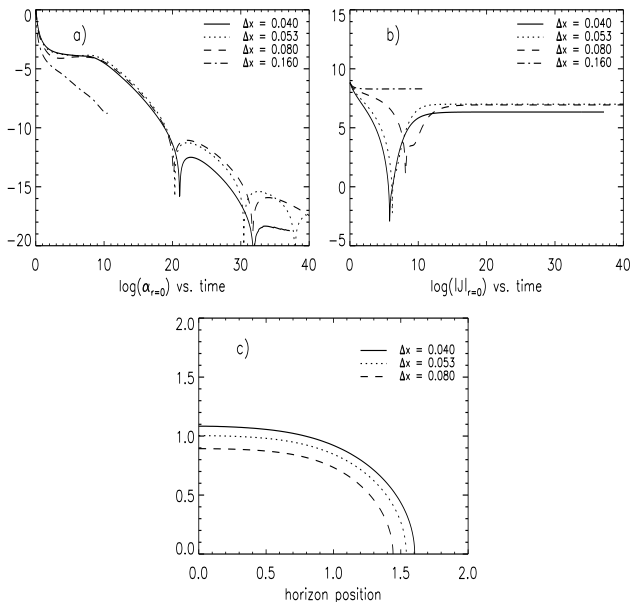 a)
Δx = 0.040
Δx = 0.053
Δx = 0.080
Δx = 0.160
0
−5
−10
−15
−20
0 10 20 30 40
log(α_{r=0}) vs. time
b)
Δx = 0.040
Δx = 0.053
Δx = 0.080
Δx = 0.160
15
10
5
0
−5
0 10 20 30 40
log(|J|_{r=0}) vs. time
c)
Δx = 0.040
Δx = 0.053
Δx = 0.080
2.0
1.5
1.0
0.5
0.0
0.0 0.5 1.0 1.5 2.0
horizon position